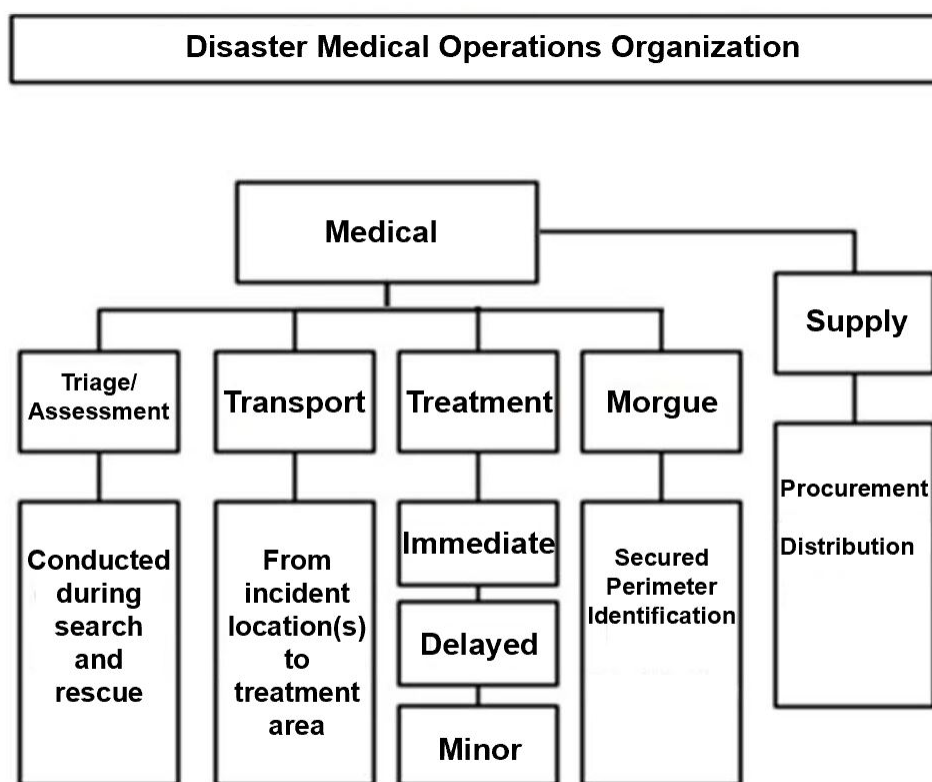 Disaster Medical Operations Organization
Medical
Supply
Procurement
Distribution
Triage/
Assessment
Conducted
during
search
and
rescue
Transport
From
incident
location(s)
to
treatment
area
Treatment
Immediate
Delayed
Minor
Morgue
Secured
Perimeter
Identification